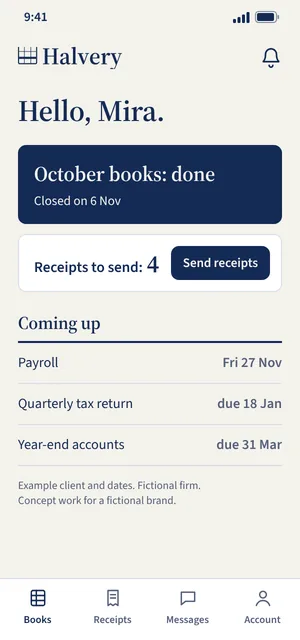 9:41
Halvery
Hello, Mira.
October books: done
Closed on 6 Nov
Receipts to send: 4
Send receipts
Coming up
Payroll Fri 27 Nov
Quarterly tax return due 18 Jan
Year-end accounts due 31 Mar
Example client and dates. Fictional firm.
Concept work for a fictional brand.
Books Receipts Messages Account